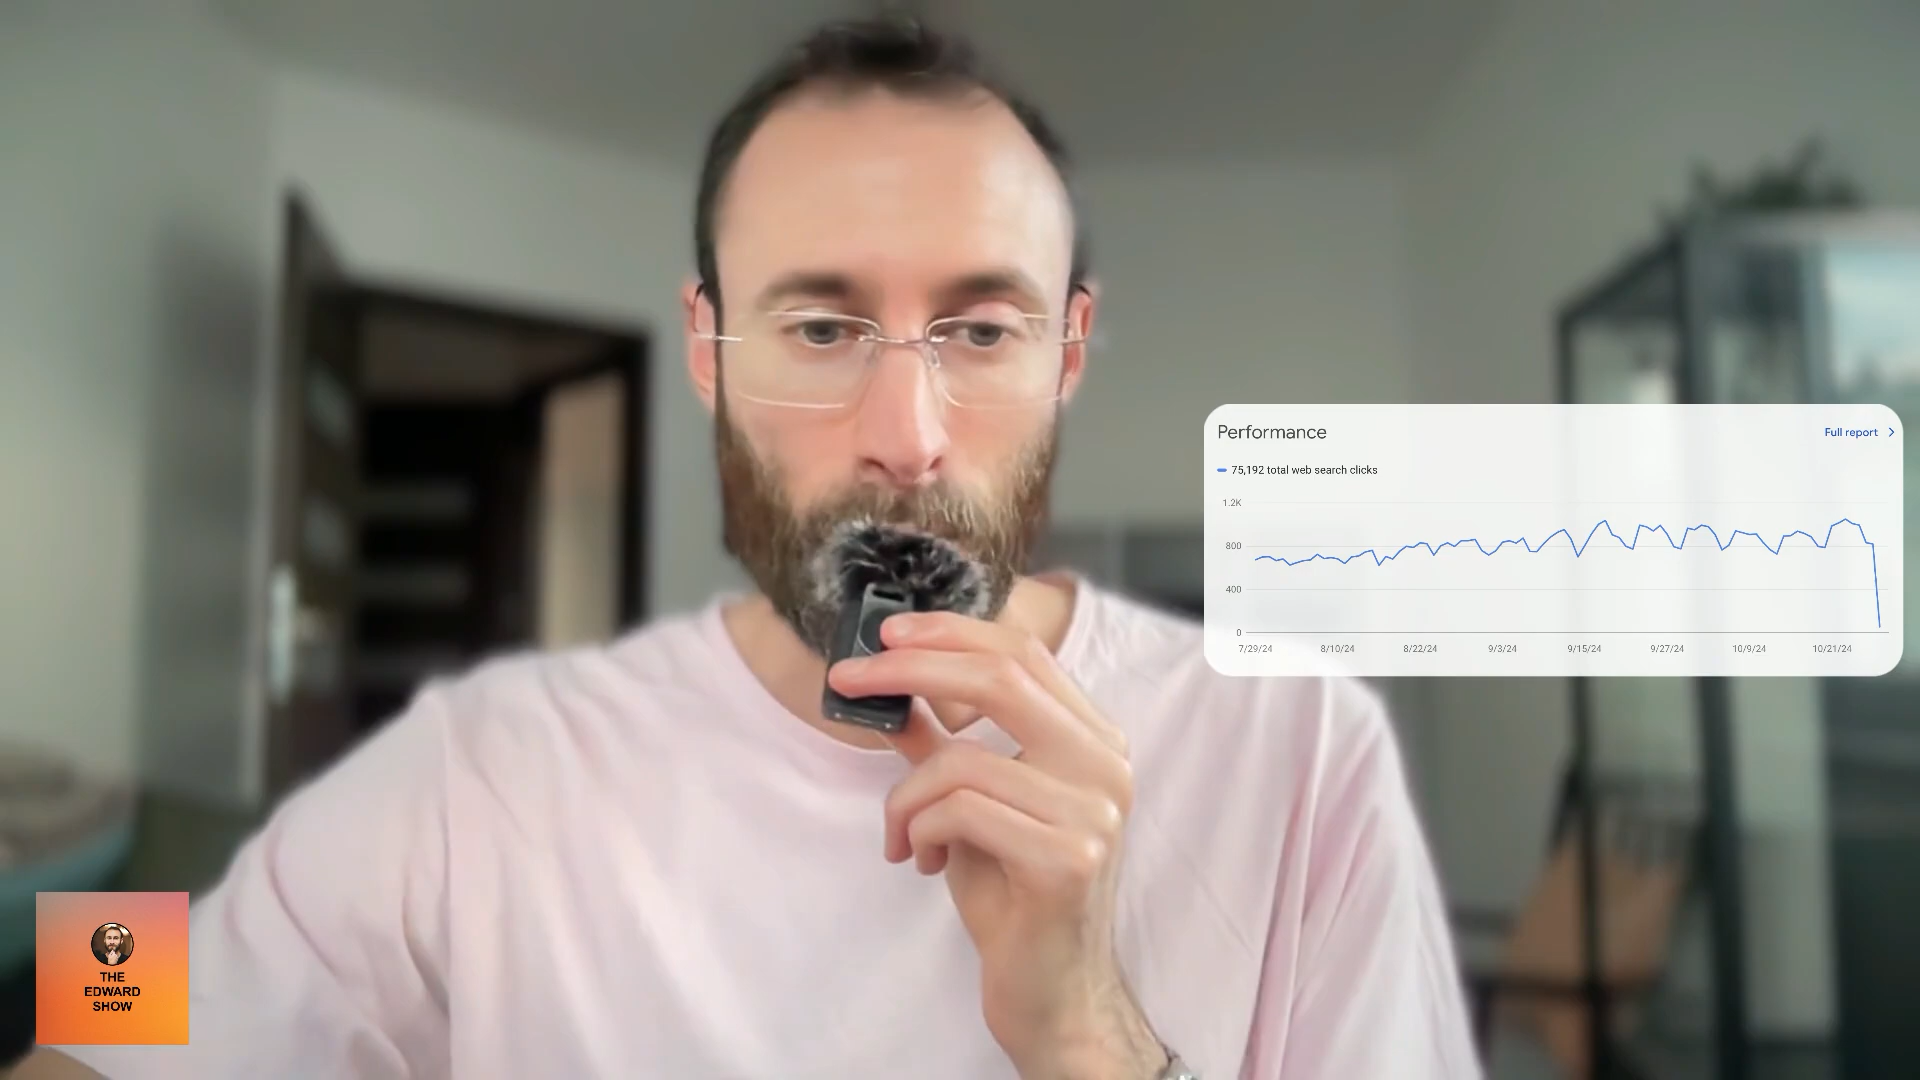 Performance
Full report
75,192 total web search clicks
1.2K
800
400
0
7/29/24 8/10/24 8/22/24 9/3/24 9/15/24 9/27/24 10/9/24 10/21/24
THE
EDWARD
SHOW